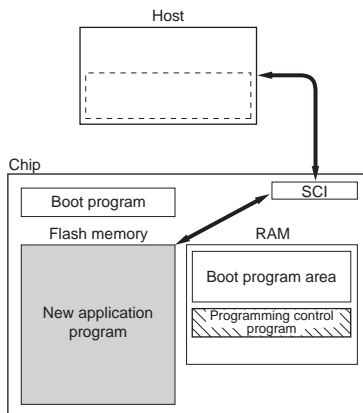 Host
Chip
SCI
Boot program
Flash memory
RAM
New application
program
Boot program area
Programming control
program